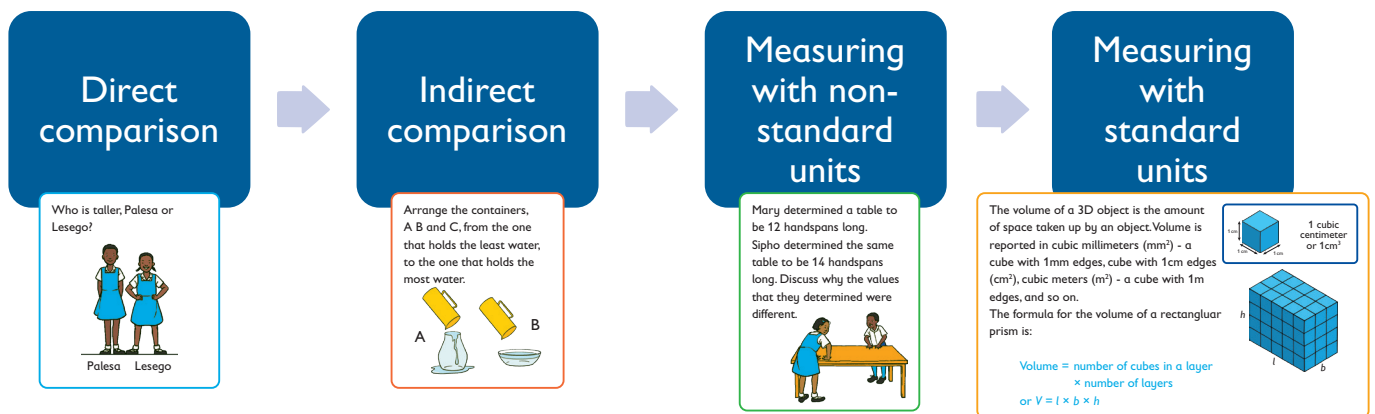 Direct
comparison
Indirect
comparison
Measuring
with non-
standard
units
Measuring
with
standard
units
Who is taller, Palesa or
Lesego?
Palesa Lesego
Arrange the containers,
A B and C, from the one
that holds the least water,
to the one that holds the
most water.
A
B
Mary determined a table to
be 12 handspans long.
Sipho determined the same
table to be 14 handspans
long. Discuss why the values
that they determined were
different.
The volume of a 3D object is the amount
of space taken up by an object. Volume is
reported in cubic millimeters (mm²) - a
cube with 1mm edges, cube with 1cm edges
(cm²), cubic meters (m²) - a cube with 1m
edges, and so on.
The formula for the volume of a rectangluar
prism is:
Volume = number of cubes in a layer
× number of layers
or V = l × b × h
1 cm
1 cm
1 cm
1 cubic
centimeter
or 1cm³
h
l
b